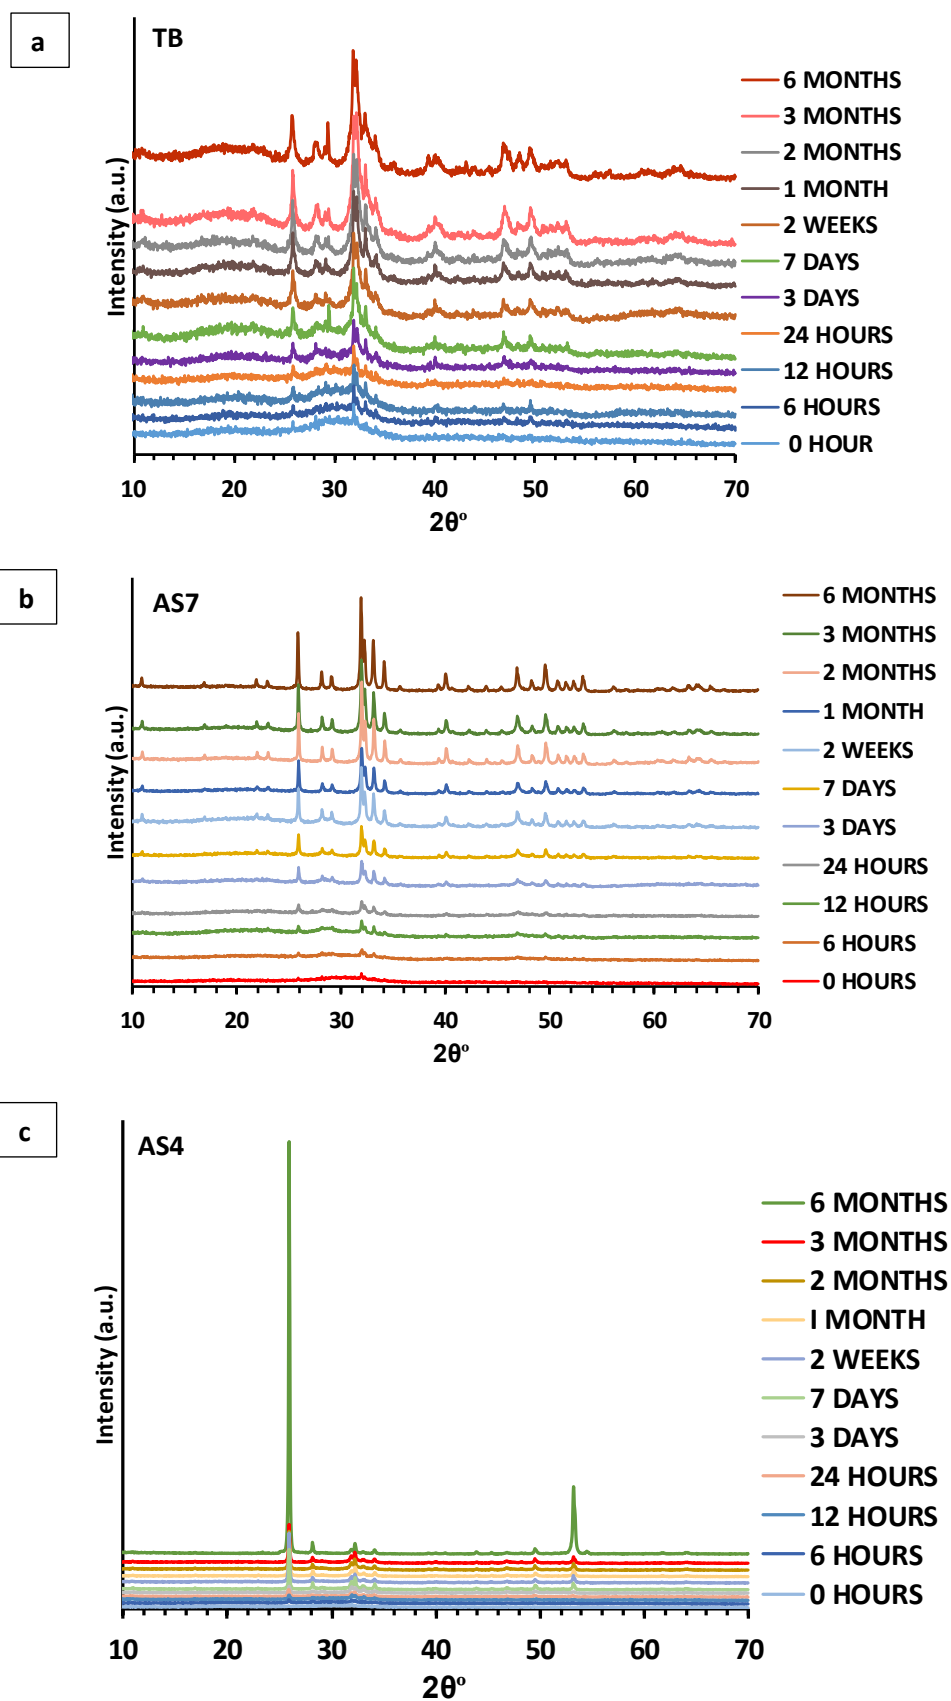 a
TB
Intensity (a.u.)
6 MONTHS
3 MONTHS
2 MONTHS
1 MONTH
2 WEEKS
7 DAYS
3 DAYS
24 HOURS
12 HOURS
6 HOURS
0 HOUR
10 20 30 40 50 60 70
2θº
b
AS7
Intensity (a.u.)
6 MONTHS
3 MONTHS
2 MONTHS
1 MONTH
2 WEEKS
7 DAYS
3 DAYS
24 HOURS
12 HOURS
6 HOURS
0 HOURS
10 20 30 40 50 60 70
2θº
c
AS4
Intensity (a.u.)
6 MONTHS
3 MONTHS
2 MONTHS
I MONTH
2 WEEKS
7 DAYS
3 DAYS
24 HOURS
12 HOURS
6 HOURS
0 HOURS
10 20 30 40 50 60 70
2θº